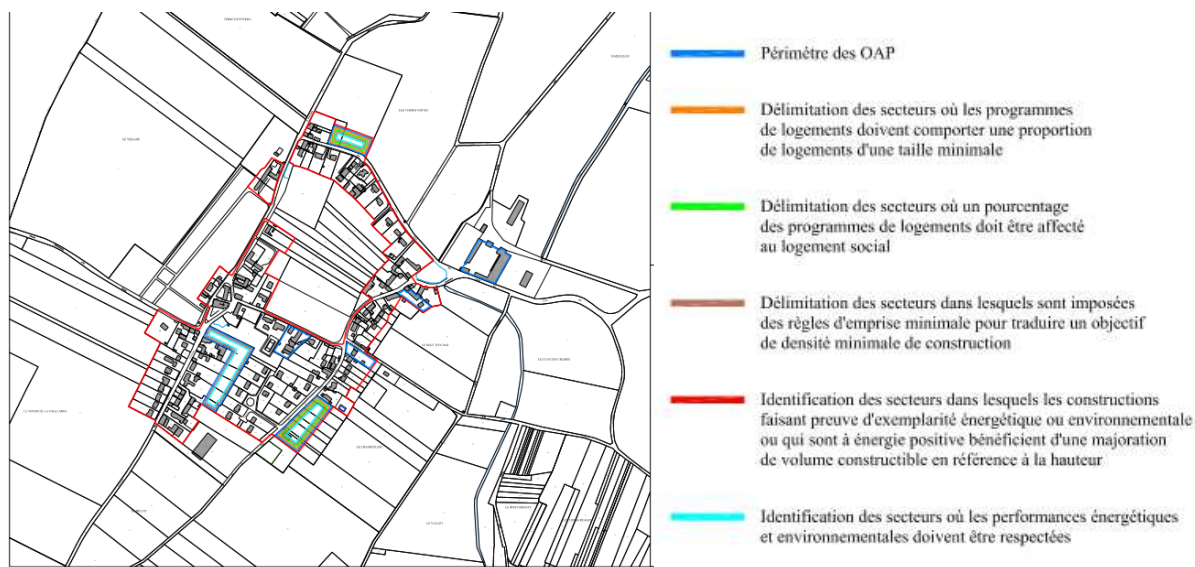 Périmètre des OAP
Délimitation des secteurs où les programmes
de logements doivent comporter une proportion
de logements d'une taille minimale
Délimitation des secteurs où un pourcentage
des programmes de logements doit être affecté
au logement social
Délimitation des secteurs dans lesquels sont imposées
des règles d'emprise minimale pour traduire un objectif
de densité minimale de construction
Identification des secteurs dans lesquels les constructions
faisant preuve d'exemplarité énergétique ou environnementale
ou qui sont à énergie positive bénéficient d'une majoration
de volume constructible en référence à la hauteur
Identification des secteurs où les performances énergétiques
et environnementales doivent être respectées